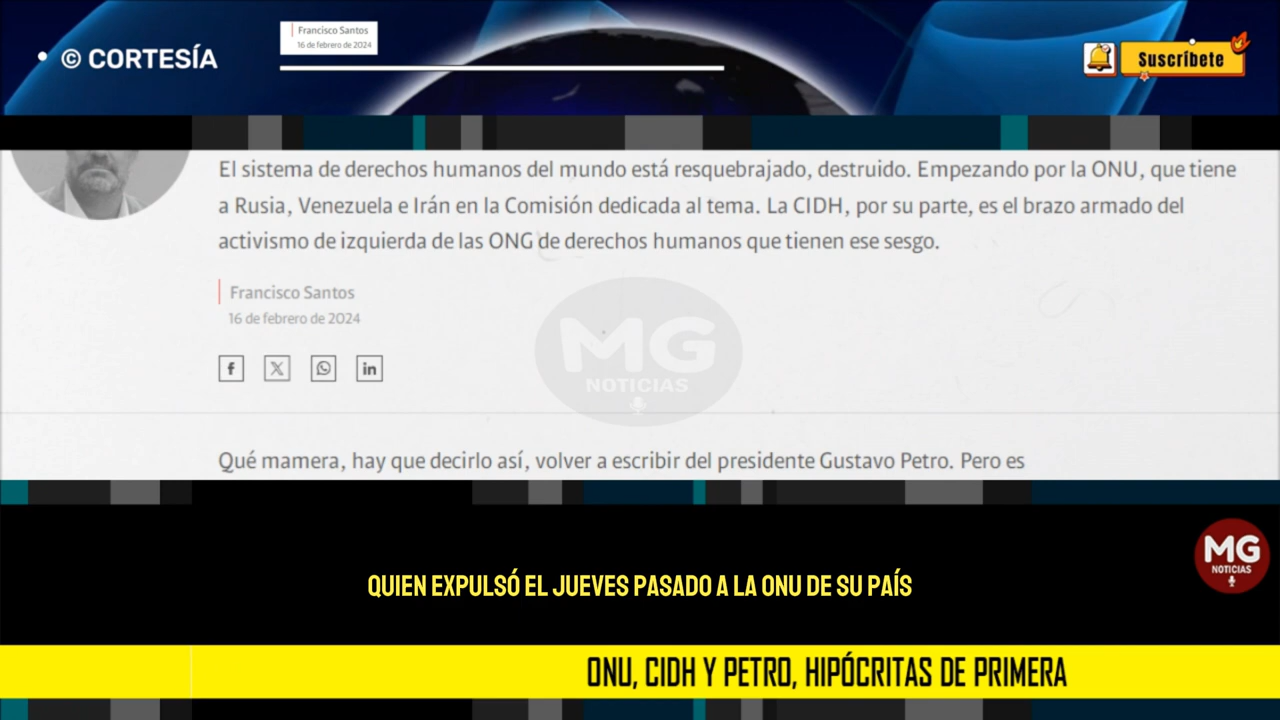 © CORTESÍA
Francisco Santos
16 de febrero de 2024
Suscríbete
El sistema de derechos humanos del mundo está resquebrajado, destruido. Empezando por la ONU, que tiene
a Rusia, Venezuela e Irán en la Comisión dedicada al tema. La CIDH, por su parte, es el brazo armado del
activismo de izquierda de las ONG de derechos humanos que tienen ese sesgo.
Francisco Santos
16 de febrero de 2024
MG
NOTICIAS
Qué mamera, hay que decirlo así, volver a escribir del presidente Gustavo Petro. Pero es
MG
NOTICIAS
QUIEN EXPULSÓ EL JUEVES PASADO A LA ONU DE SU PAÍS
ONU, CIDH Y PETRO, HIPÓCRITAS DE PRIMERA